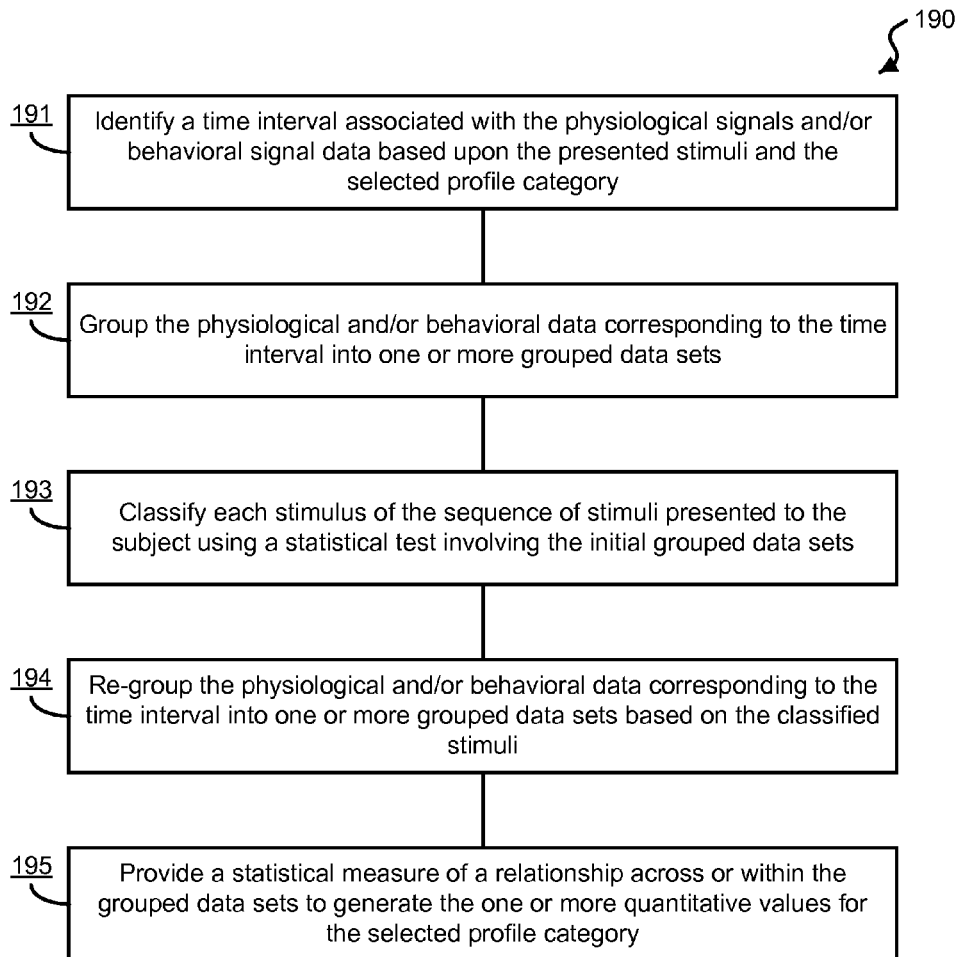 190
191
Identify a time interval associated with the physiological signals and/or
behavioral signal data based upon the presented stimuli and the
selected profile category
192
Group the physiological and/or behavioral data corresponding to the time
interval into one or more grouped data sets
193
Classify each stimulus of the sequence of stimuli presented to the
subject using a statistical test involving the initial grouped data sets
194
Re-group the physiological and/or behavioral data corresponding to the
time interval into one or more grouped data sets based on the classified
stimuli
195
Provide a statistical measure of a relationship across or within the
grouped data sets to generate the one or more quantitative values for
the selected profile category